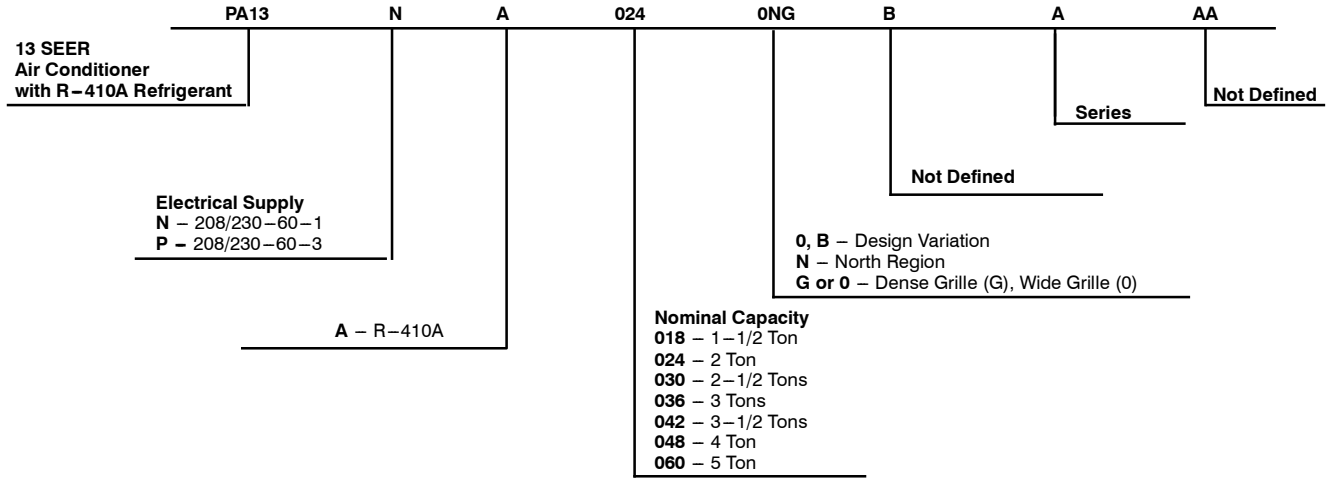 PA13 N A 024 0NG B A AA
13 SEER
Air Conditioner
with R-410A Refrigerant
Not Defined
Series
Not Defined
Electrical Supply
N – 208/230-60-1
P – 208/230-60-3
0, B – Design Variation
N – North Region
G or 0 – Dense Grille (G), Wide Grille (0)
A – R-410A
Nominal Capacity
018 – 1-1/2 Ton
024 – 2 Ton
030 – 2-1/2 Tons
036 – 3 Tons
042 – 3-1/2 Tons
048 – 4 Ton
060 – 5 Ton